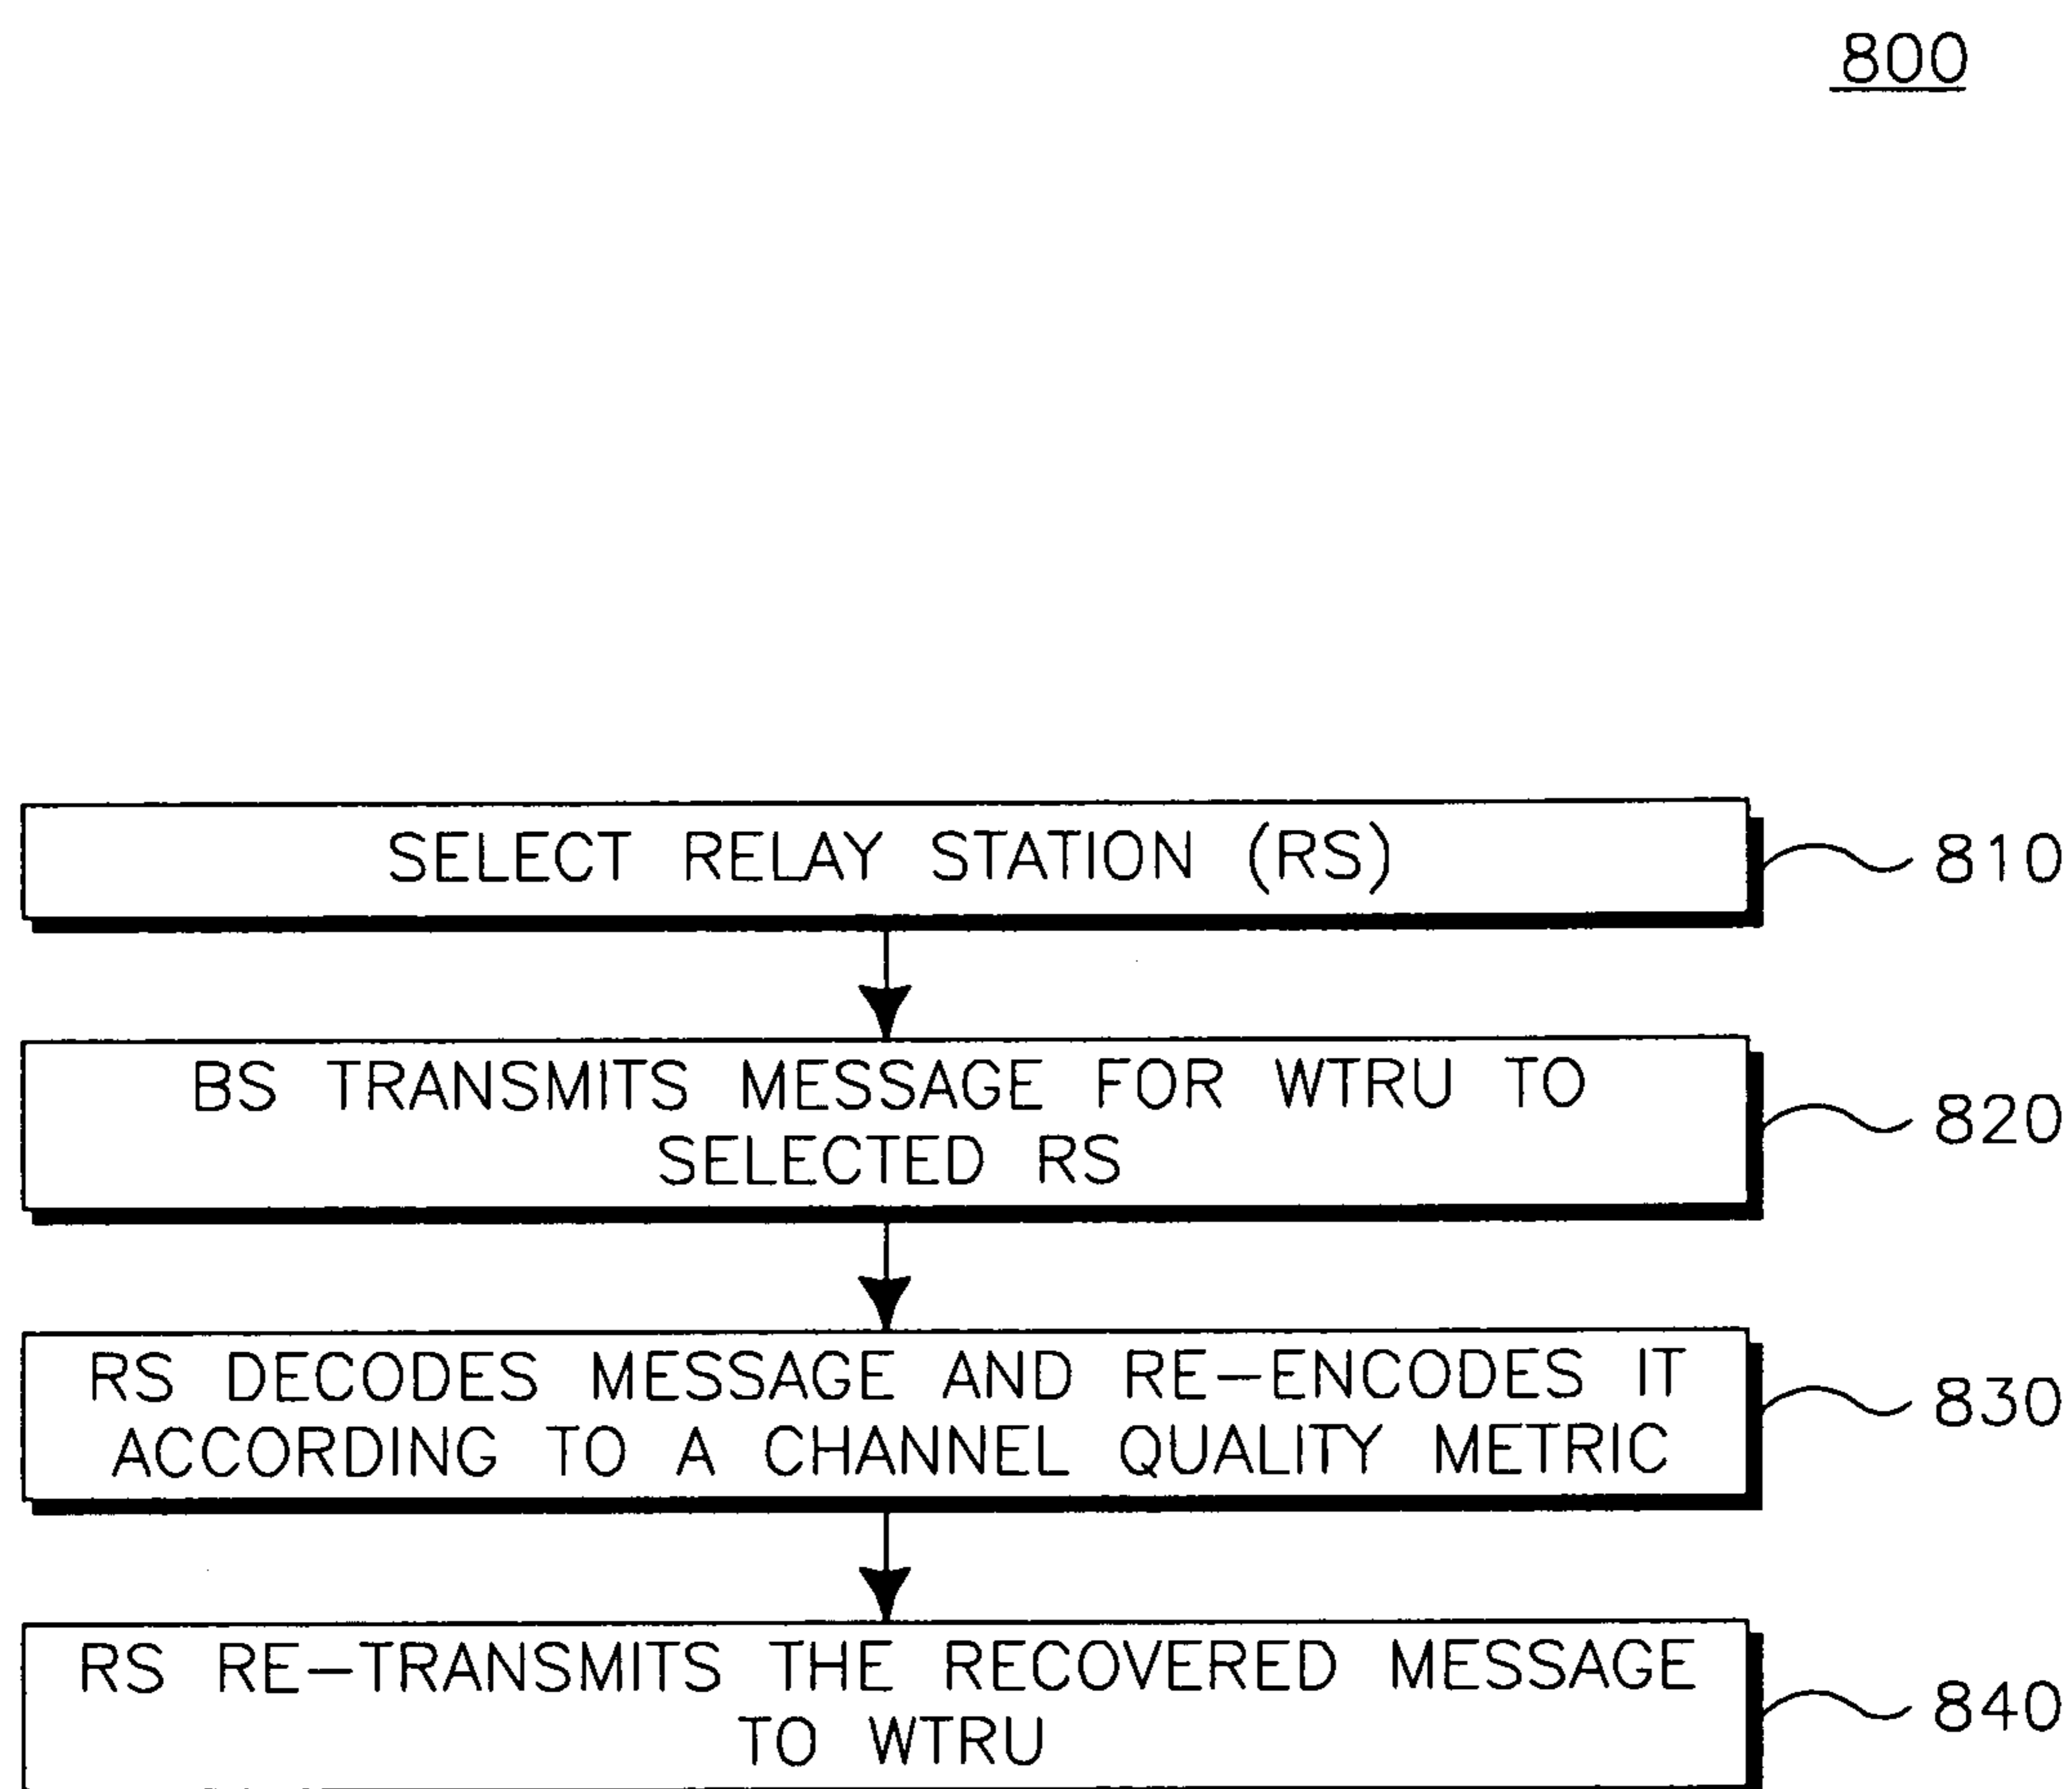 800
SELECT RELAY STATION (RS)
810
BS TRANSMITS MESSAGE FOR WTRU TO
SELECTED RS
820
RS DECODES MESSAGE AND RE-ENCODES IT
ACCORDING TO A CHANNEL QUALITY METRIC
830
RS RE-TRANSMITS THE RECOVERED MESSAGE
TO WTRU
840